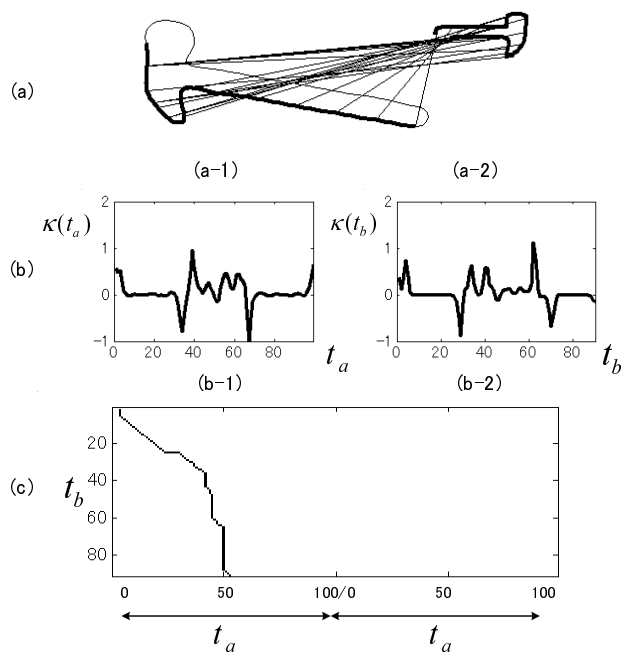 (a)
(a-1) (a-2)
(b)
κ(t_a)
2
1
0
-1
0 20 40 60 80
t_a
κ(t_b)
2
1
0
-1
0 20 40 60 80
t_b
(b-1) (b-2)
(c)
t_b
20
40
60
80
0 50 100/0 50 100
t_a t_a